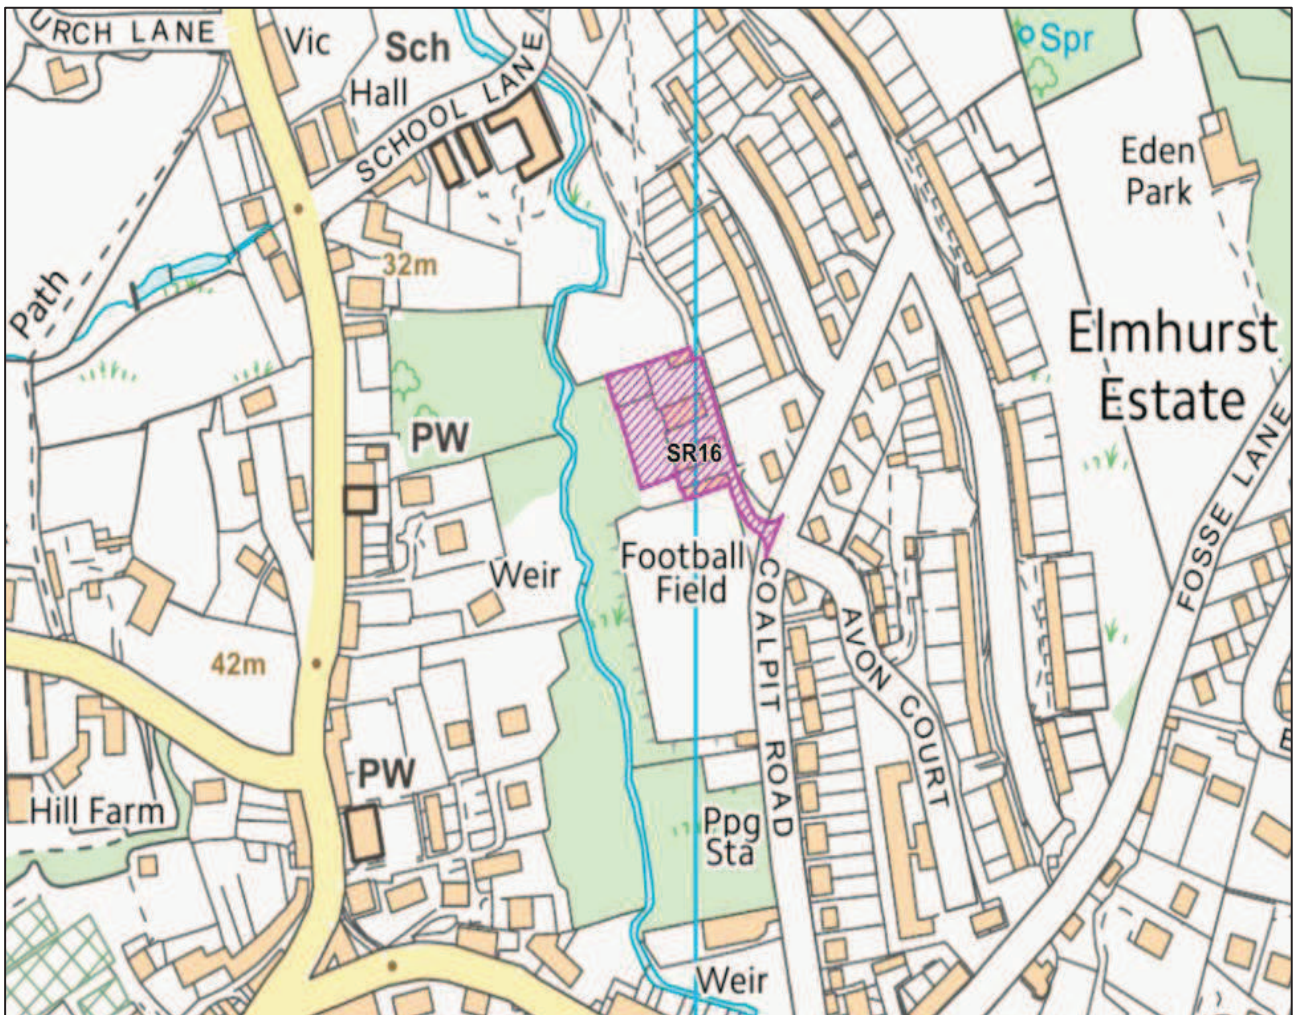 URCH LANE
Vic
Sch
Spr
Hall
SCHOOL LANE
Eden
Park
32m
Path
Elmhurst
Estate
PW
SR16
FOSSE LANE
Football
Field
Weir
COALPIT ROAD
AVON COURT
42m
PW
Hill Farm
Ppg
Sta
Weir